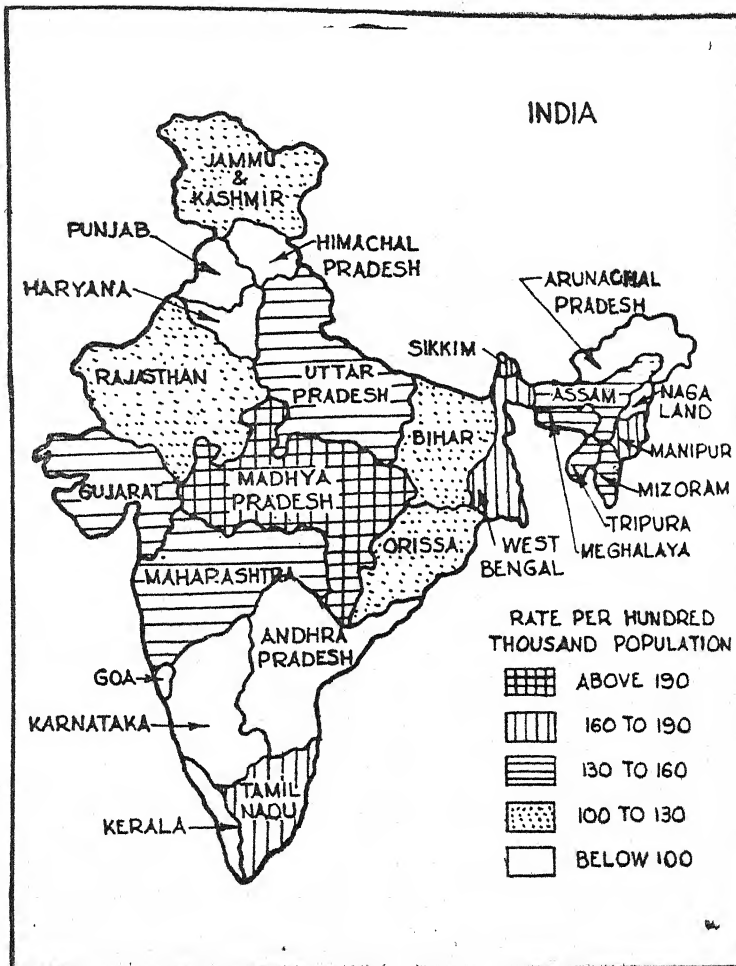 INDIA
JAMMU
&
KASHMIR
PUNJAB
HIMACHAL
PRADESH
HARYANA
ARUNACHAL
PRADESH
SIKKIM
RAJASTHAN
UTTAR
PRADESH
ASSAM
NAGA
LAND
BIHAR
MANIPUR
MADHYA
PRADESH
GUJARAT
MIZORAM
TRIPURA
ORISSA
WEST
BENGAL
MEGHALAYA
MAHARASHTRA
ANDHRA
PRADESH
GOA
KARNATAKA
TAMIL
NADU
KERALA
RATE PER HUNDRED
THOUSAND POPULATION
ABOVE 190
160 TO 190
130 TO 160
100 TO 130
BELOW 100